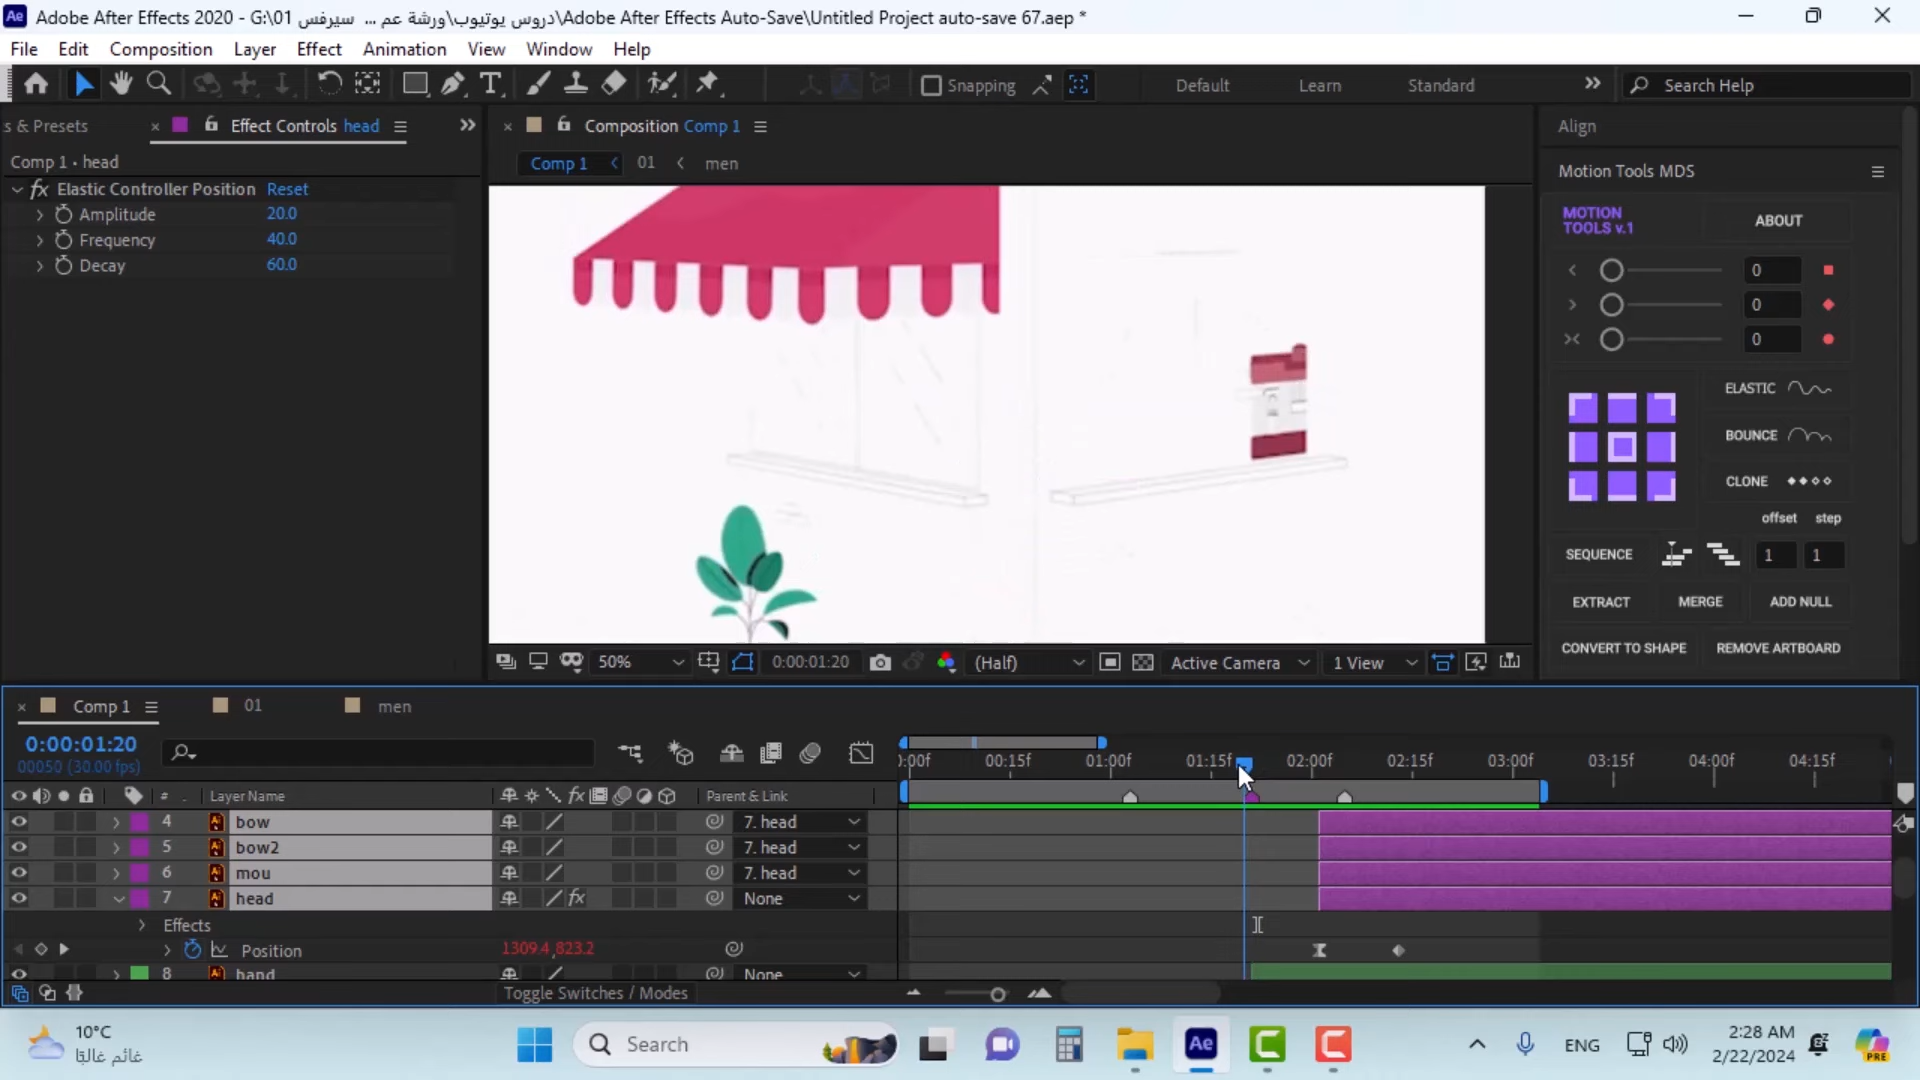 Adobe After Effects 2020 - G:\01 دروس يوتيوب\ورشة عم ... سيرفس\Adobe After Effects Auto-Save\Untitled Project auto-save 67.aep *
File Edit Composition Layer Effect Animation View Window Help
Snapping Default Learn Standard Search Help
s & Presets Effect Controls head Composition Comp 1 Align
Comp 1 • head Comp 1 01 men Motion Tools MDS
fx Elastic Controller Position Reset
Amplitude 20.0
Frequency 40.0
Decay 60.0
MOTION TOOLS v.1 ABOUT
0
0
0
ELASTIC
BOUNCE
CLONE
offset step
SEQUENCE 1 1
EXTRACT MERGE ADD NULL
CONVERT TO SHAPE REMOVE ARTBOARD
50% 0:00:01:20 (Half) Active Camera 1 View
Comp 1 01 men
0:00:01:20
00050 (30.00 fps)
:00f 00:15f 01:00f 01:15f 02:00f 02:15f 03:00f 03:15f 04:00f 04:15f
# Layer Name fx Parent & Link
4 bow 7. head
5 bow2 7. head
6 mou 7. head
7 head fx None
Effects
Position 1309.4,823.2
8 hand None
Toggle Switches / Modes
10°C
غائم غالبًا
Search
Ae
ENG
2:28 AM
2/22/2024
PRE